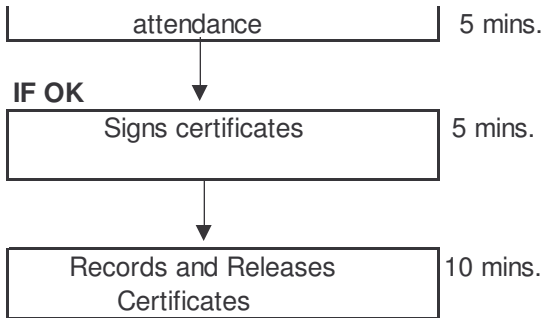 attendance 5 mins.
IF OK
Signs certificates 5 mins.
Records and Releases 10 mins.
Certificates